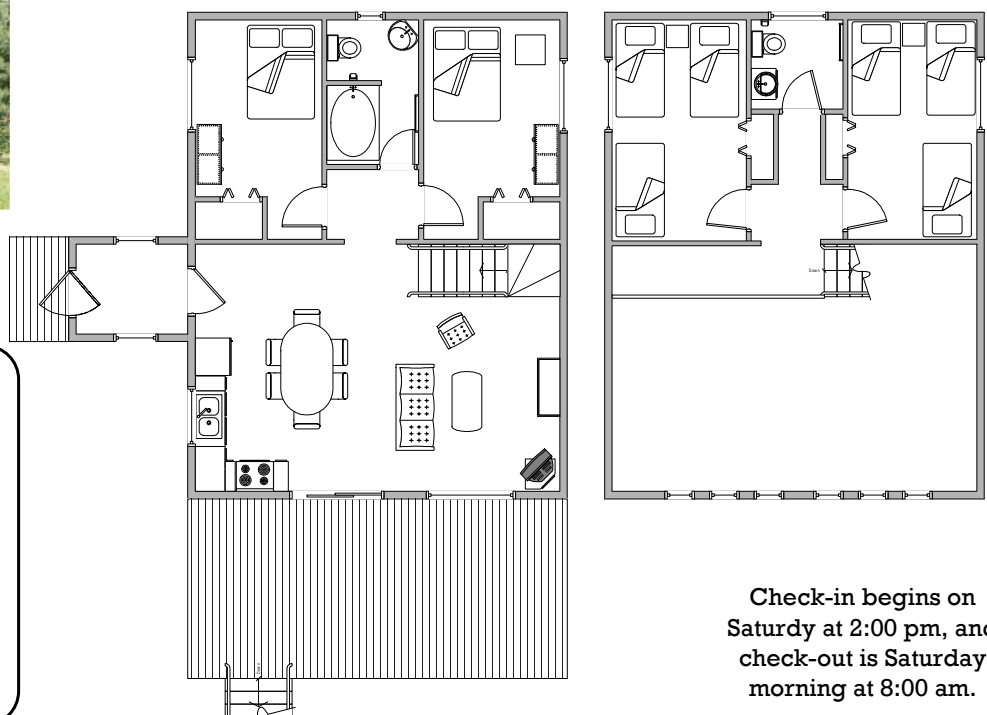 Down
Check-in begins on
Saturdy at 2:00 pm, and
check-out is Saturday
morning at 8:00 am.